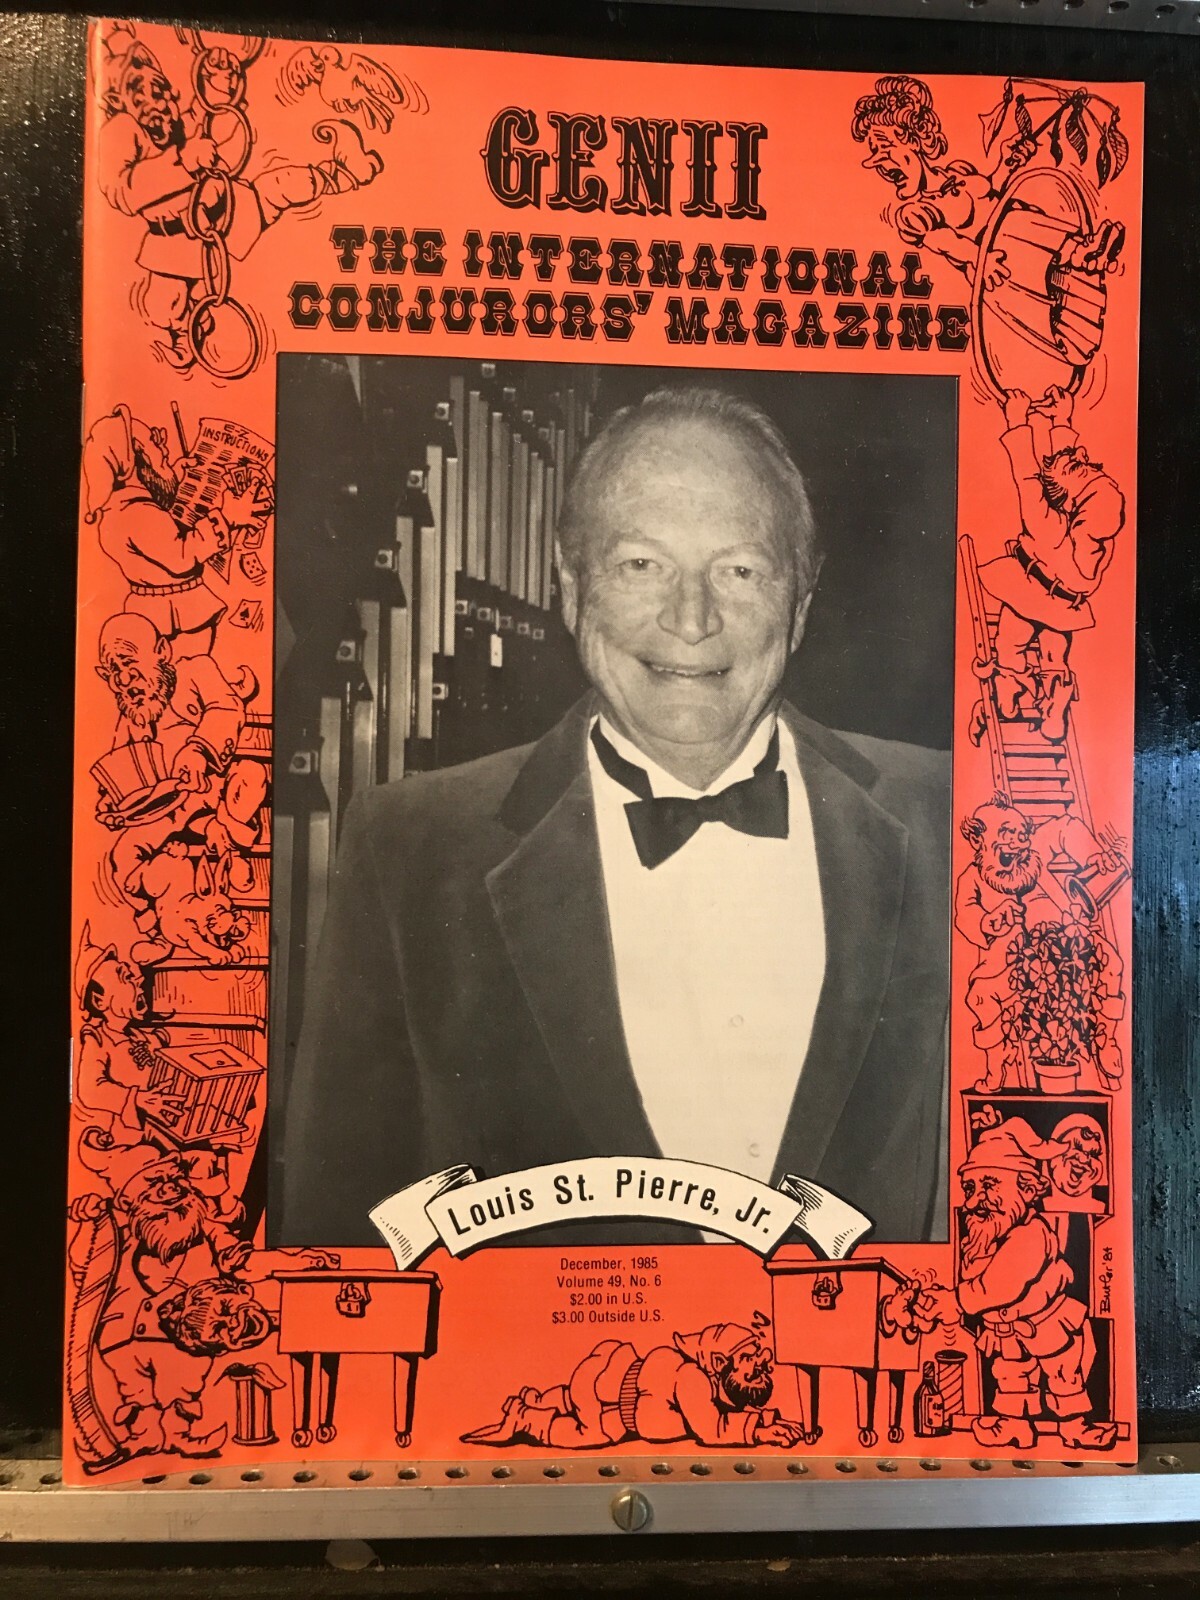 GENII
THE INTERNATIONAL
CONJURORS' MAGAZINE
E-Z
INSTRUCTIONS
Louis St. Pierre, Jr.
December, 1985
Volume 49, No. 6
$2.00 in U.S.
$3.00 Outside U.S.
Butler '84